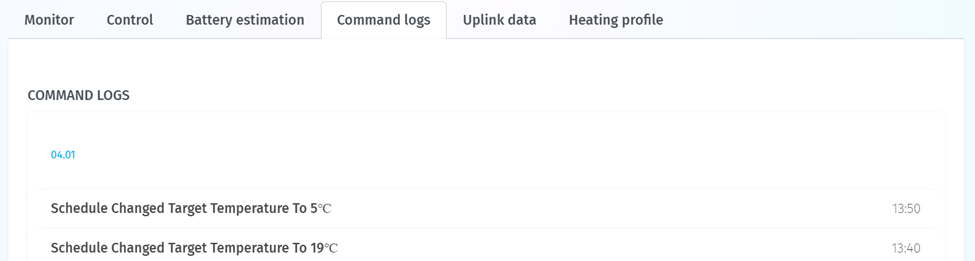 Monitor Control Battery estimation Command logs Uplink data Heating profile
COMMAND LOGS
04.01
Schedule Changed Target Temperature To 5℃ 13:50
Schedule Changed Target Temperature To 19℃ 13:40